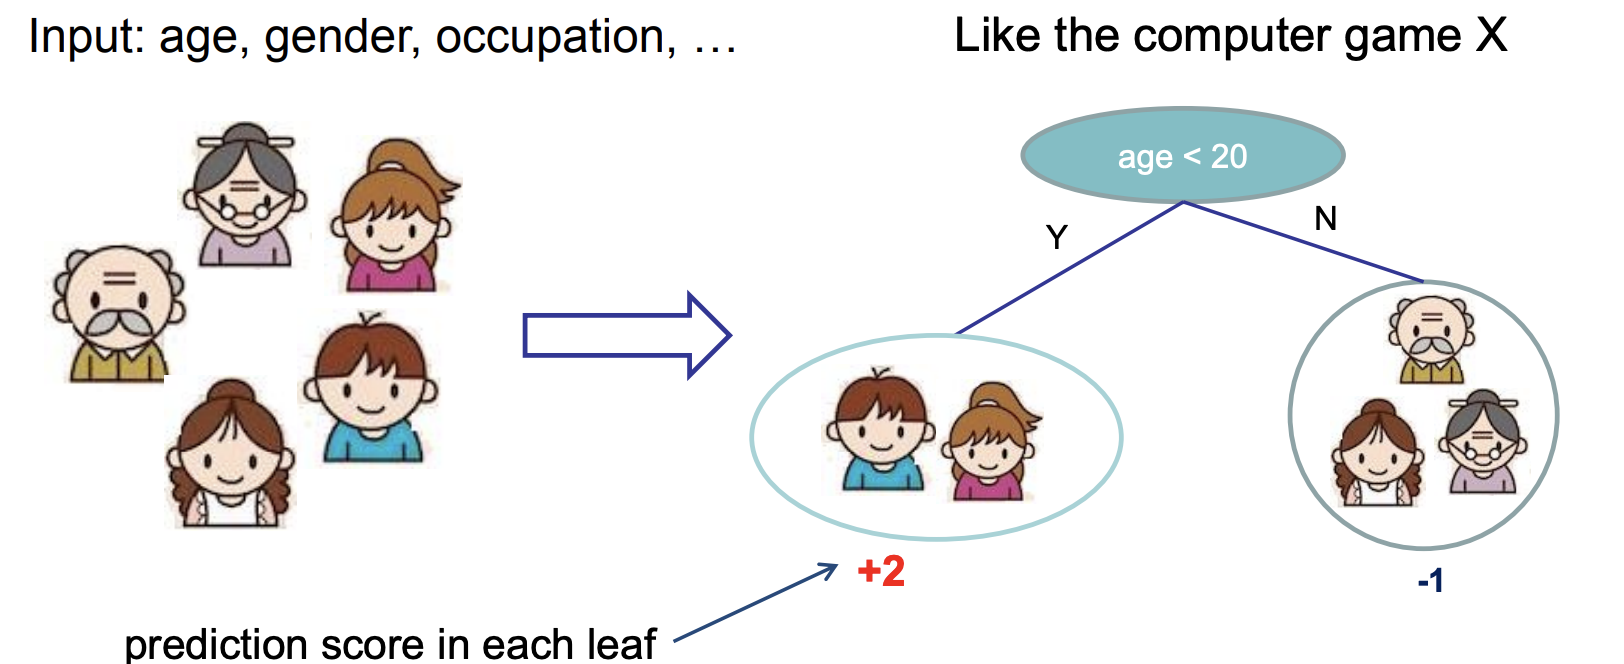 Input: age, gender, occupation, …
Like the computer game X
age < 20
Y
N
+2
-1
prediction score in each leaf